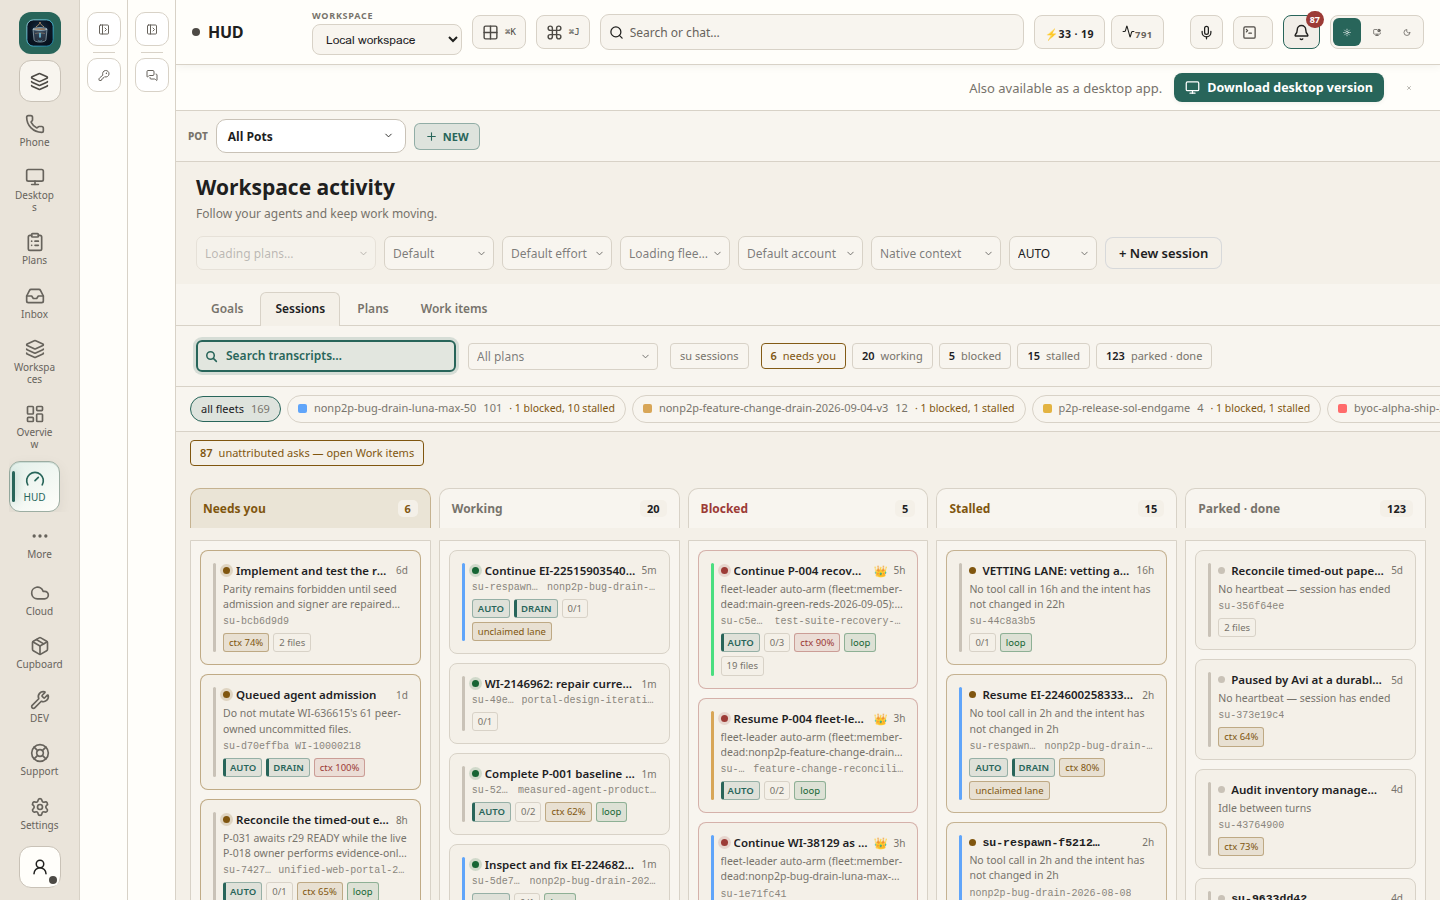 HUD
WORKSPACE
Local workspace
⌘K
⌘J
Search or chat...
⚡33 · 19
791
87
Also available as a desktop app.
Download desktop version
×
POT
All Pots
+ NEW
Workspace activity
Follow your agents and keep work moving.
Loading plans...
Default
Default effort
Loading flee...
Default account
Native context
AUTO
+ New session
Goals
Sessions
Plans
Work items
Search transcripts...
All plans
su sessions
6 needs you
20 working
5 blocked
15 stalled
123 parked · done
all fleets 169
nonp2p-bug-drain-luna-max-50 101 · 1 blocked, 10 stalled
nonp2p-feature-change-drain-2026-09-04-v3 12 · 1 blocked, 1 stalled
p2p-release-sol-endgame 4 · 1 blocked, 1 stalled
byoc-alpha-ship-
87 unattributed asks — open Work items
Phone
Desktop
s
Plans
Inbox
Workspa
ces
Overvie
w
HUD
More
Cloud
Cupboard
DEV
Support
Settings
Needs you 6
Implement and test the r... 6d
Parity remains forbidden until seed
admission and signer are repaired...
su-bcb6d9d9
ctx 74% 2 files
Queued agent admission 1d
Do not mutate WI-636615's 61 peer-
owned uncommitted files.
su-d70effba WI-10000218
AUTO DRAIN ctx 100%
Reconcile the timed-out e... 8h
P-031 awaits r29 READY while the live
P-018 owner performs evidence-onl...
su-7427… unified-web-portal-2…
AUTO 0/1 ctx 65% loop
Working 20
Continue EI-22515903540... 5m
su-respawn… nonp2p-bug-drain-…
AUTO DRAIN 0/1
unclaimed lane
WI-2146962: repair curre... 1m
su-49e… portal-design-iterati…
0/1
Complete P-001 baseline ... 1m
su-52… measured-agent-product…
AUTO 0/2 ctx 62% loop
Inspect and fix EI-224682... 1m
su-5de7… nonp2p-bug-drain-202…
Blocked 5
Continue P-004 recov... 👑 5h
fleet-leader auto-arm (fleet:member-
dead:main-green-reds-2026-09-05):...
su-c5e… test-suite-recovery-…
AUTO 0/3 ctx 90% loop
19 files
Resume P-004 fleet-le... 👑 3h
fleet-leader auto-arm (fleet:member-
dead:nonp2p-feature-change-drain...
su-… feature-change-reconcili…
AUTO 0/2 loop
Continue WI-38129 as ... 👑 3h
fleet-leader auto-arm (fleet:member-
dead:nonp2p-bug-drain-luna-max-...
su-1e71fc41
Stalled 15
VETTING LANE: vetting a... 16h
No tool call in 16h and the intent has
not changed in 22h
su-44c8a3b5
0/1 loop
Resume EI-224600258333... 2h
No tool call in 2h and the intent has
not changed in 2h
su-respawn… nonp2p-bug-drain-…
AUTO DRAIN ctx 80%
unclaimed lane
su-respawn-f5212… 2h
No tool call in 2h and the intent has
not changed in 2h
nonp2p-bug-drain-2026-08-08
Parked · done 123
Reconcile timed-out pape... 5d
No heartbeat — session has ended
su-356f64ee
2 files
Paused by Avi at a durabl... 5d
No heartbeat — session has ended
su-373e19c4
ctx 64%
Audit inventory manage... 4d
Idle between turns
su-43764900
ctx 73%
su-9633dd42 4d